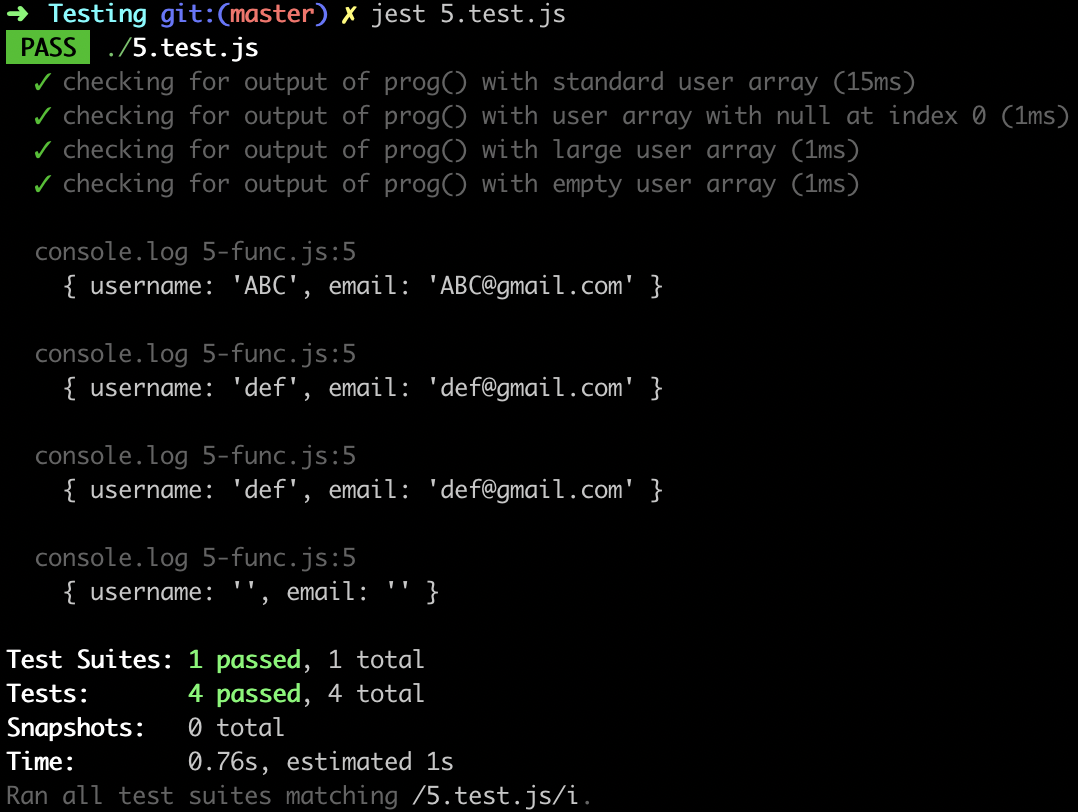 ➜ Testing git:(master) ✗ jest 5.test.js
PASS ./5.test.js
✓ checking for output of prog() with standard user array (15ms)
✓ checking for output of prog() with user array with null at index 0 (1ms)
✓ checking for output of prog() with large user array (1ms)
✓ checking for output of prog() with empty user array (1ms)
console.log 5-func.js:5
{ username: 'ABC', email: 'ABC@gmail.com' }
console.log 5-func.js:5
{ username: 'def', email: 'def@gmail.com' }
console.log 5-func.js:5
{ username: 'def', email: 'def@gmail.com' }
console.log 5-func.js:5
{ username: '', email: '' }
Test Suites: 1 passed, 1 total
Tests: 4 passed, 4 total
Snapshots: 0 total
Time: 0.76s, estimated 1s
Ran all test suites matching /5.test.js/i.